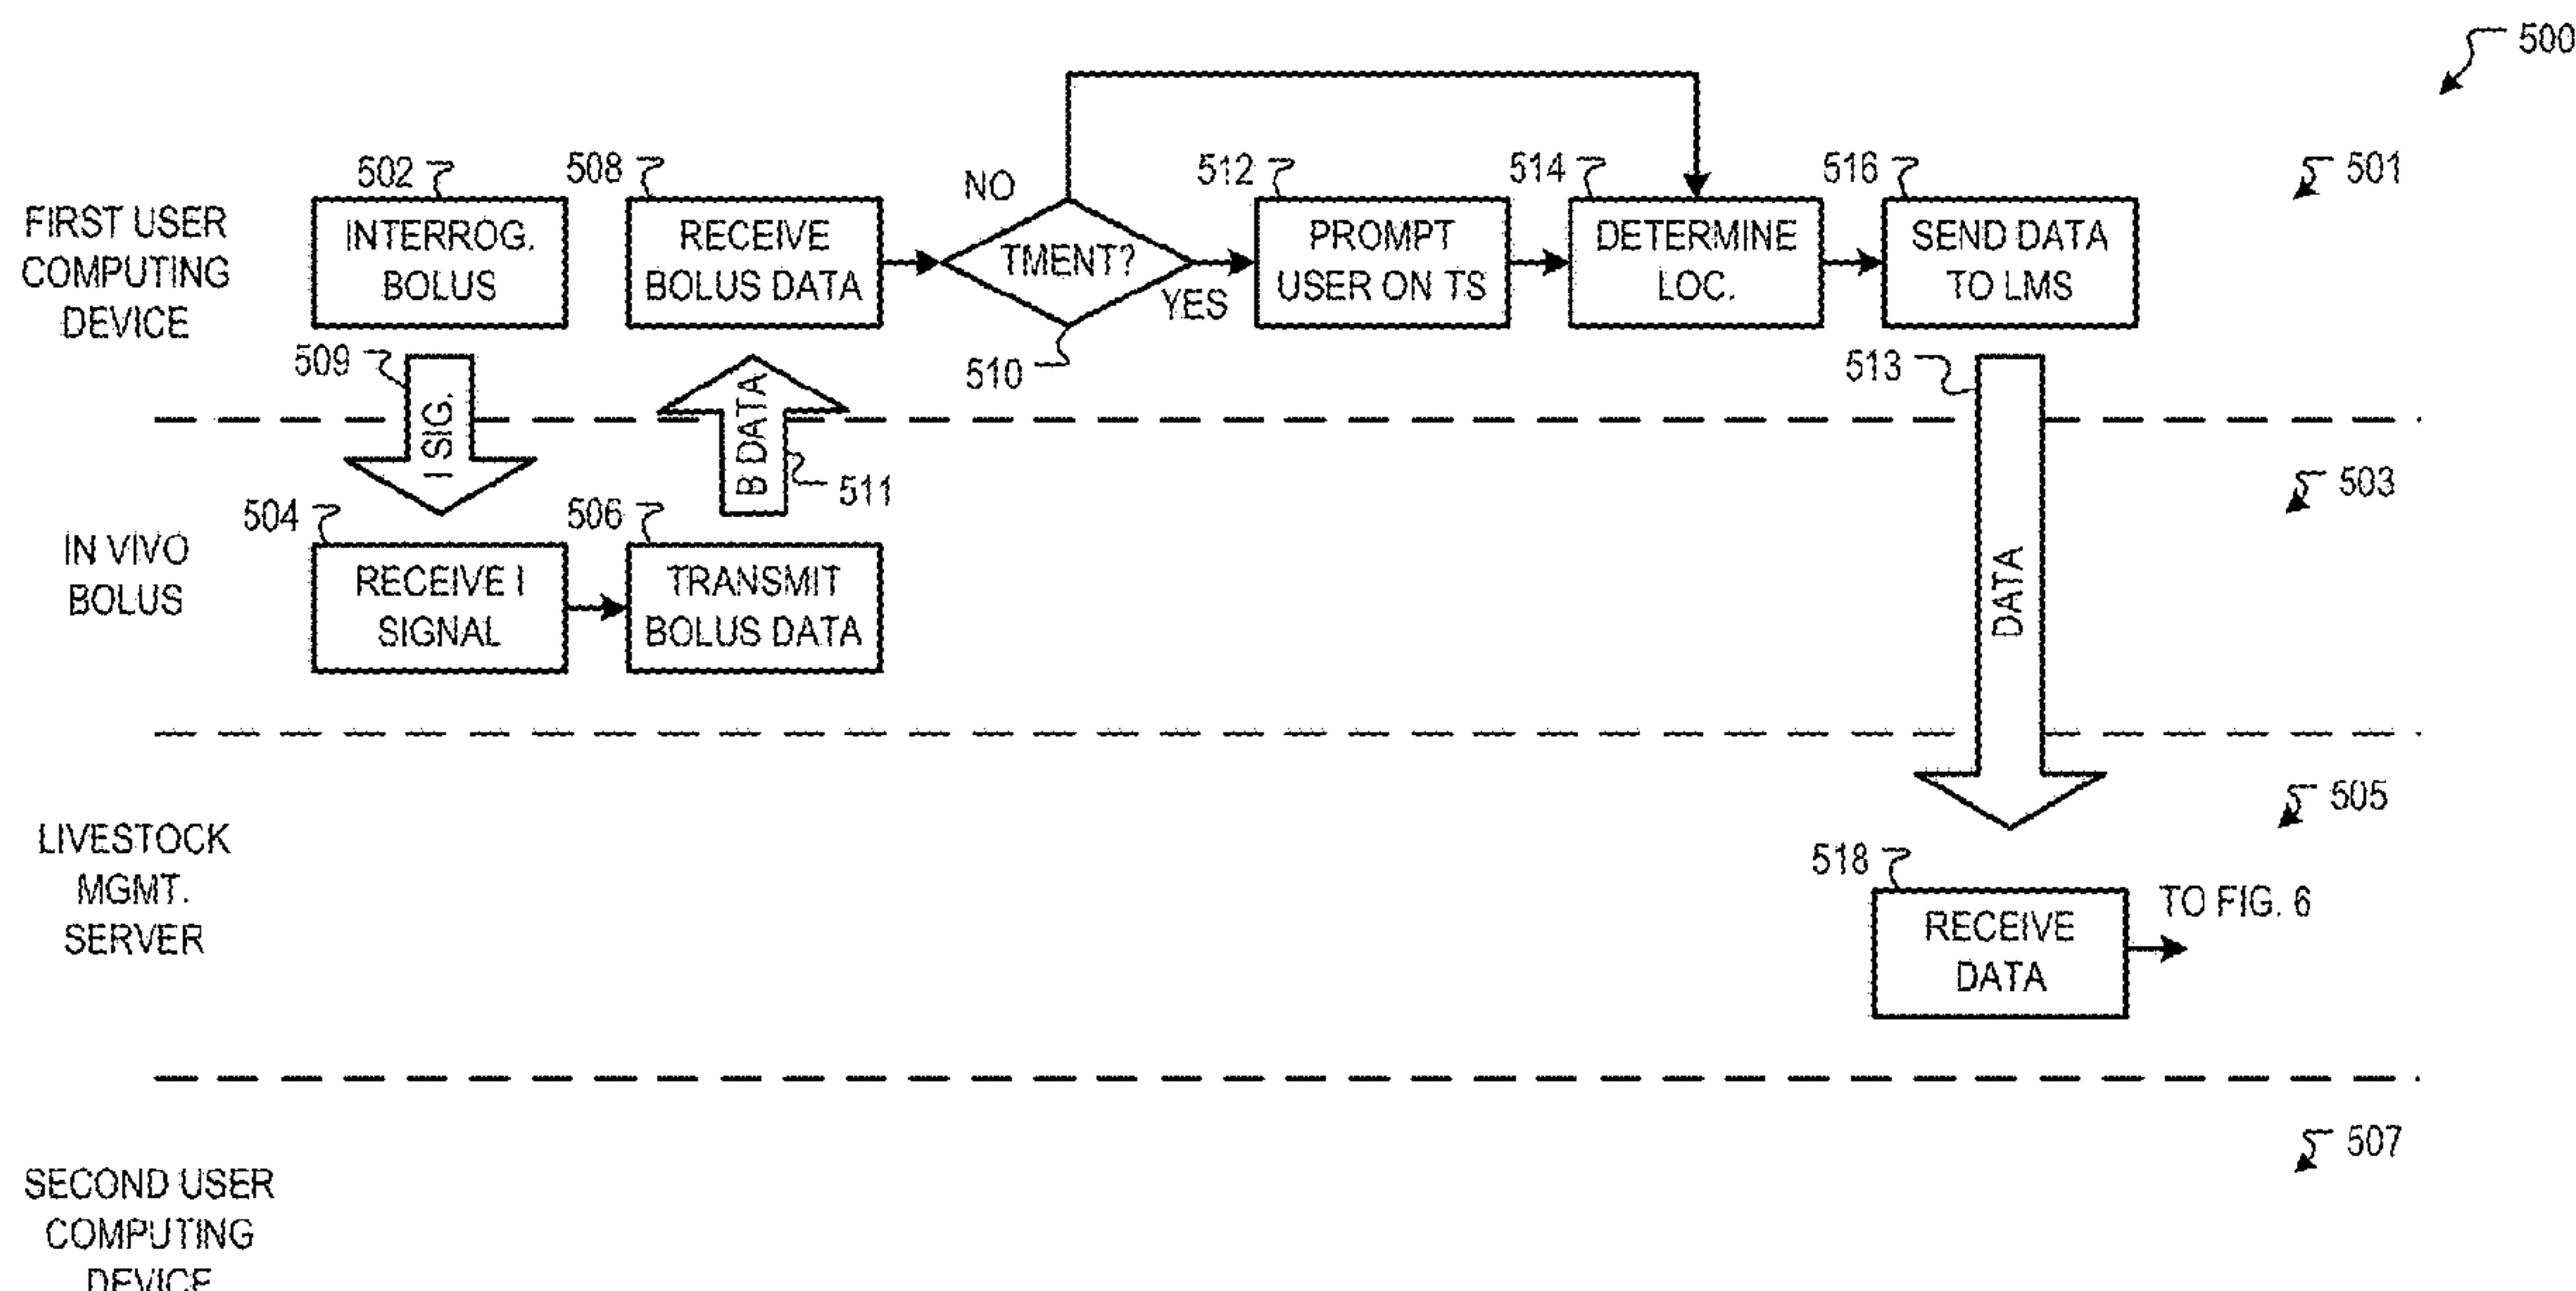 500
501
FIRST USER
COMPUTING
DEVICE
502
INTERROG.
BOLUS
508
RECEIVE
BOLUS DATA
NO
TMENT?
YES
510
512
PROMPT
USER ON TS
514
DETERMINE
LOC.
516
SEND DATA
TO LMS
509
I SIG.
B DATA
511
513
DATA
503
IN VIVO
BOLUS
504
RECEIVE I
SIGNAL
506
TRANSMIT
BOLUS DATA
505
LIVESTOCK
MGMT.
SERVER
518
RECEIVE
DATA
TO FIG. 6
507
SECOND USER
COMPUTING
DEVICE